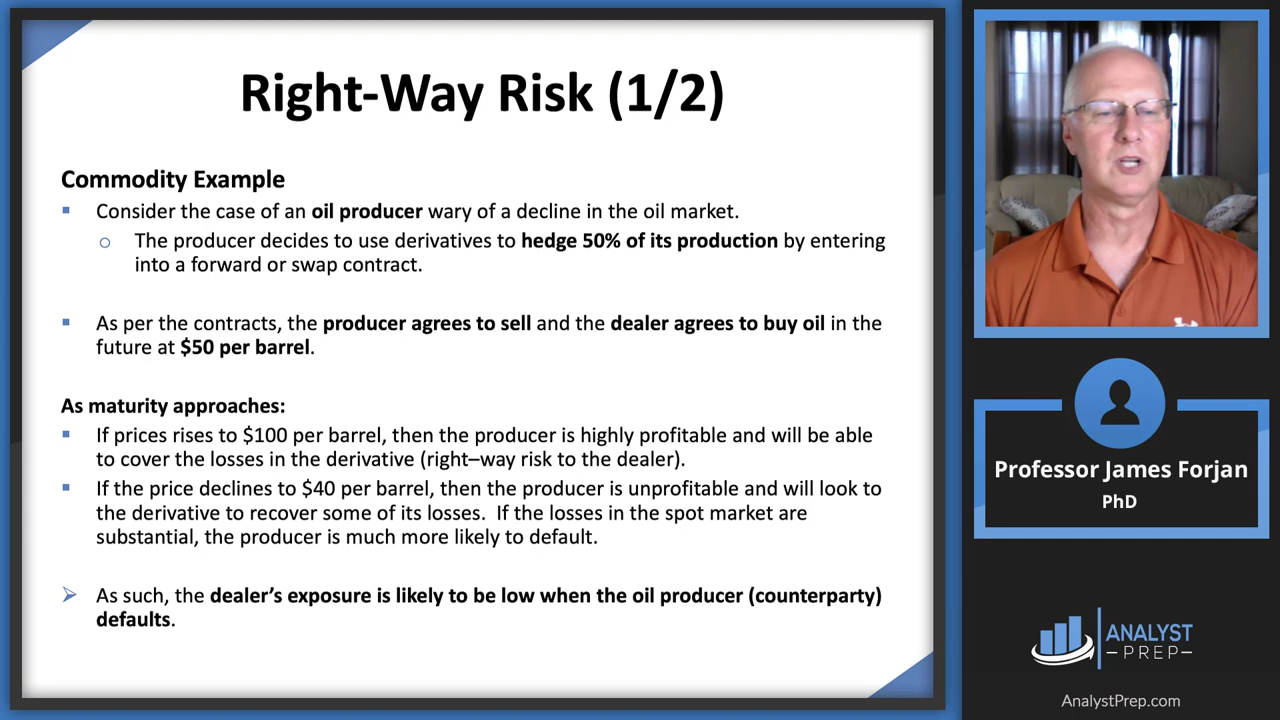 Right-Way Risk (1/2)
Commodity Example
▪ Consider the case of an oil producer wary of a decline in the oil market.
○ The producer decides to use derivatives to hedge 50% of its production by entering
into a forward or swap contract.
▪ As per the contracts, the producer agrees to sell and the dealer agrees to buy oil in the
future at $50 per barrel.
As maturity approaches:
▪ If prices rises to $100 per barrel, then the producer is highly profitable and will be able
to cover the losses in the derivative (right–way risk to the dealer).
▪ If the price declines to $40 per barrel, then the producer is unprofitable and will look to
the derivative to recover some of its losses. If the losses in the spot market are
substantial, the producer is much more likely to default.
➢ As such, the dealer’s exposure is likely to be low when the oil producer (counterparty)
defaults.
Professor James Forjan
PhD
ANALYST
–PREP–
AnalystPrep.com